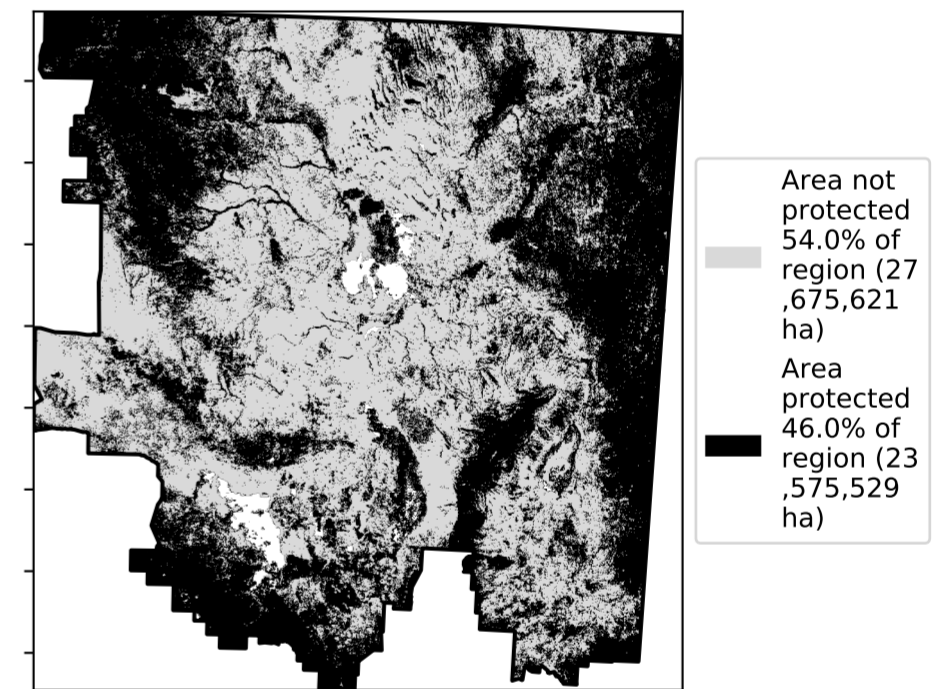 Area not
protected
54.0% of
region (27
,675,621
ha)
Area
protected
46.0% of
region (23
,575,529
ha)